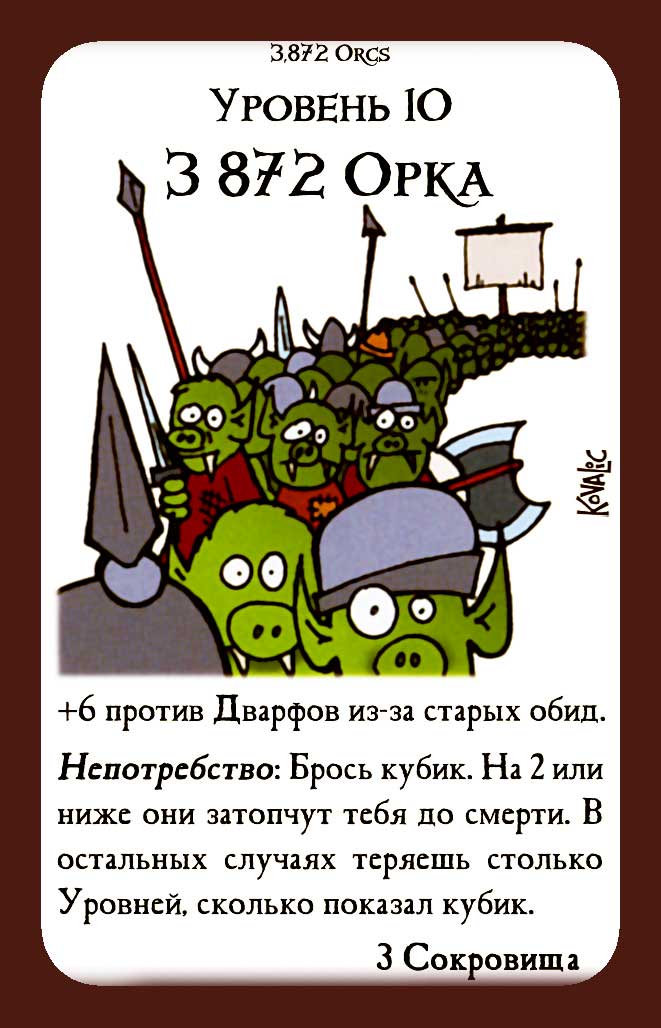 3,872 Orcs
Уровень 10
3 872 Орка
KOVALIC
+6 против Дварфов из-за старых обид.
Непотребство: Брось кубик. На 2 или
ниже они затопчут тебя до смерти. В
остальных случаях теряешь столько
Уровней, сколько показал кубик.
3 Сокровища